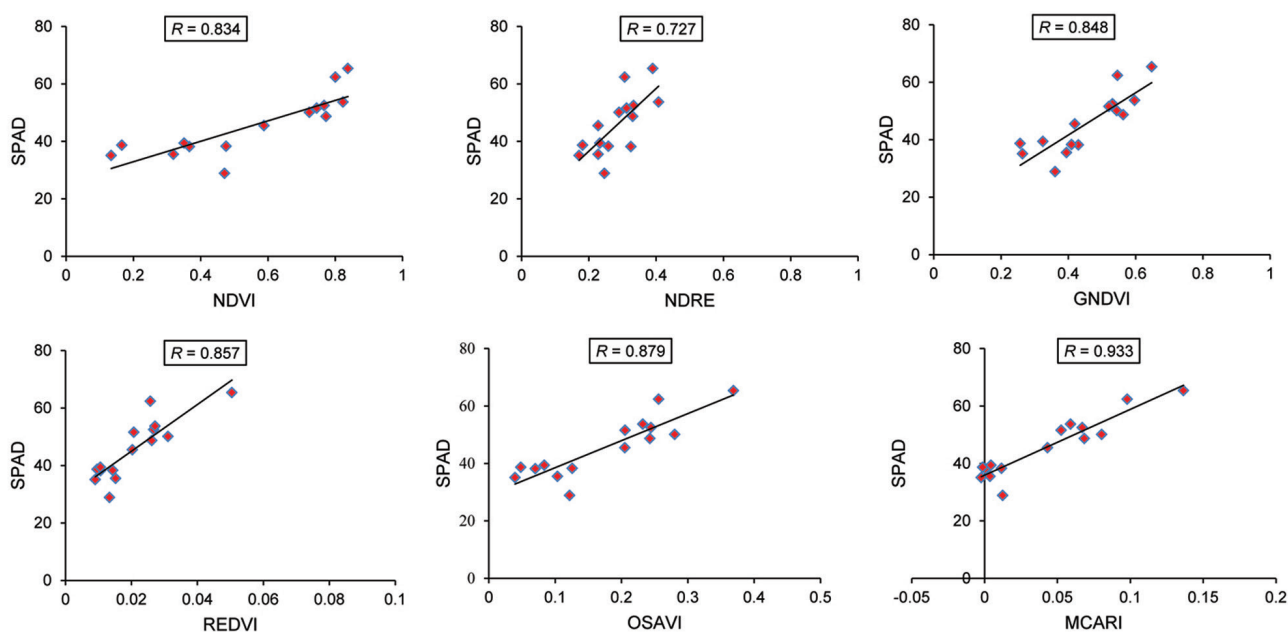 R = 0.834
80
60
40
20
0
SPAD
0 0.2 0.4 0.6 0.8 1
NDVI
R = 0.727
80
60
40
20
0
SPAD
0 0.2 0.4 0.6 0.8 1
NDRE
R = 0.848
80
60
40
20
0
SPAD
0 0.2 0.4 0.6 0.8 1
GNDVI
R = 0.857
80
60
40
20
0
SPAD
0 0.02 0.04 0.06 0.08 0.1
REDVI
R = 0.879
80
60
40
20
0
SPAD
0 0.1 0.2 0.3 0.4 0.5
OSAVI
R = 0.933
80
60
40
20
0
SPAD
-0.05 0 0.05 0.1 0.15 0.2
MCARI